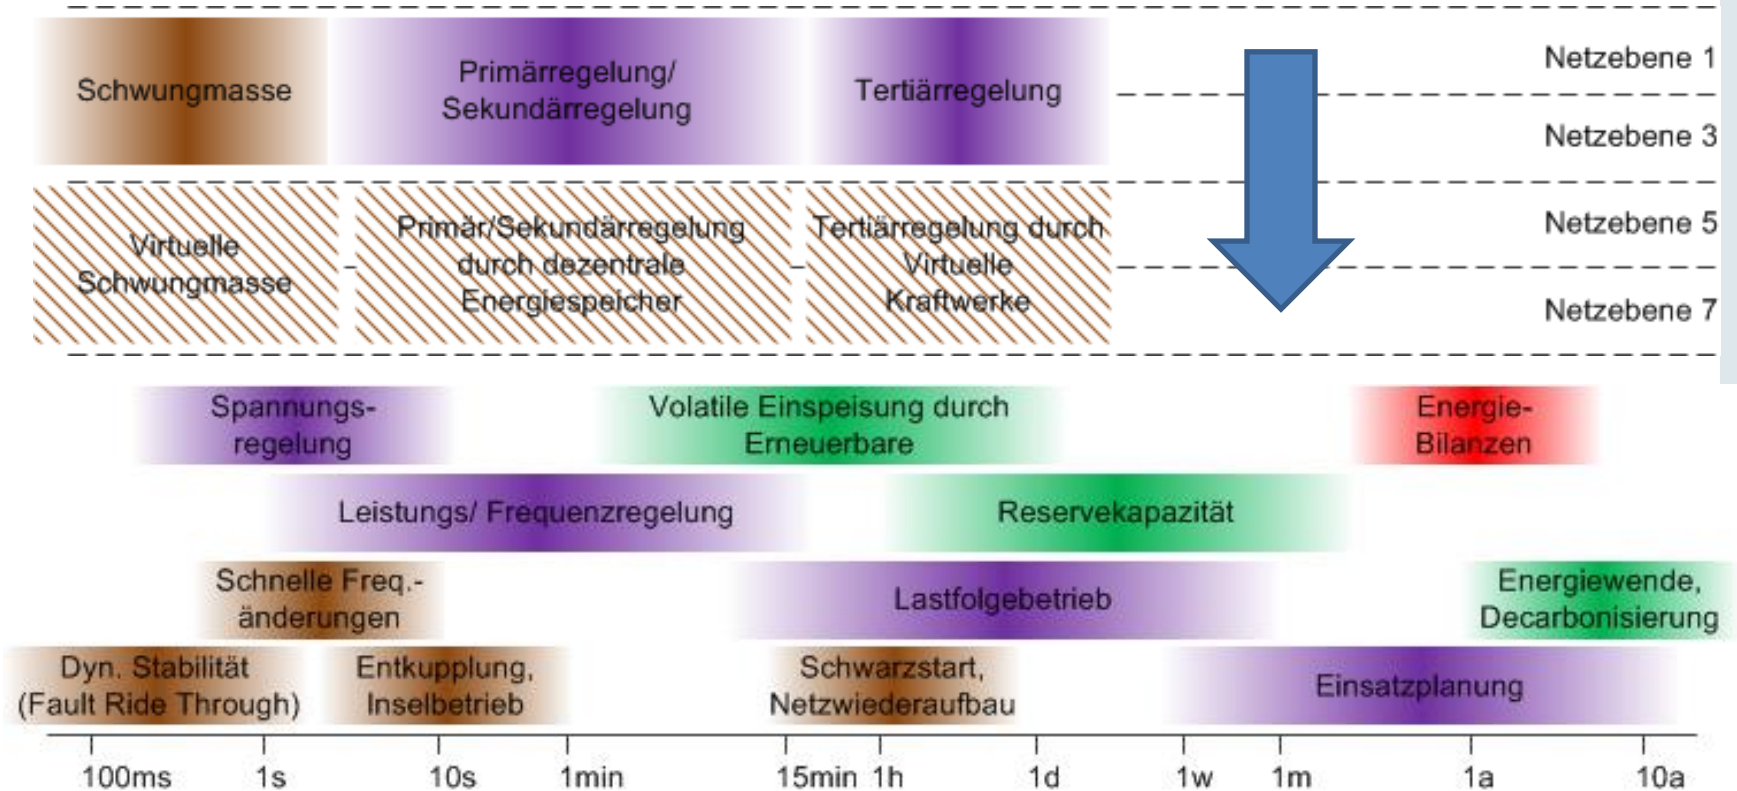 Schwungmasse
Primärregelung/
Sekundärregelung
Tertiärregelung
Netzebene 1
Netzebene 3
Virtuelle
Schwungmasse
Primär/Sekundärregelung
durch dezentrale
Energiespeicher
Tertiärregelung durch
Virtuelle
Kraftwerke
Netzebene 5
Netzebene 7
Spannungs-
regelung
Volatile Einspeisung durch
Erneuerbare
Energie-
Bilanzen
Leistungs/ Frequenzregelung
Reservekapazität
Schnelle Freq.-
änderungen
Lastfolgebetrieb
Energiewende,
Decarbonisierung
Dyn. Stabilität
(Fault Ride Through)
Entkupplung,
Inselbetrieb
Schwarzstart,
Netzwiederaufbau
Einsatzplanung
100ms 1s 10s 1min 15min 1h 1d 1w 1m 1a 10a